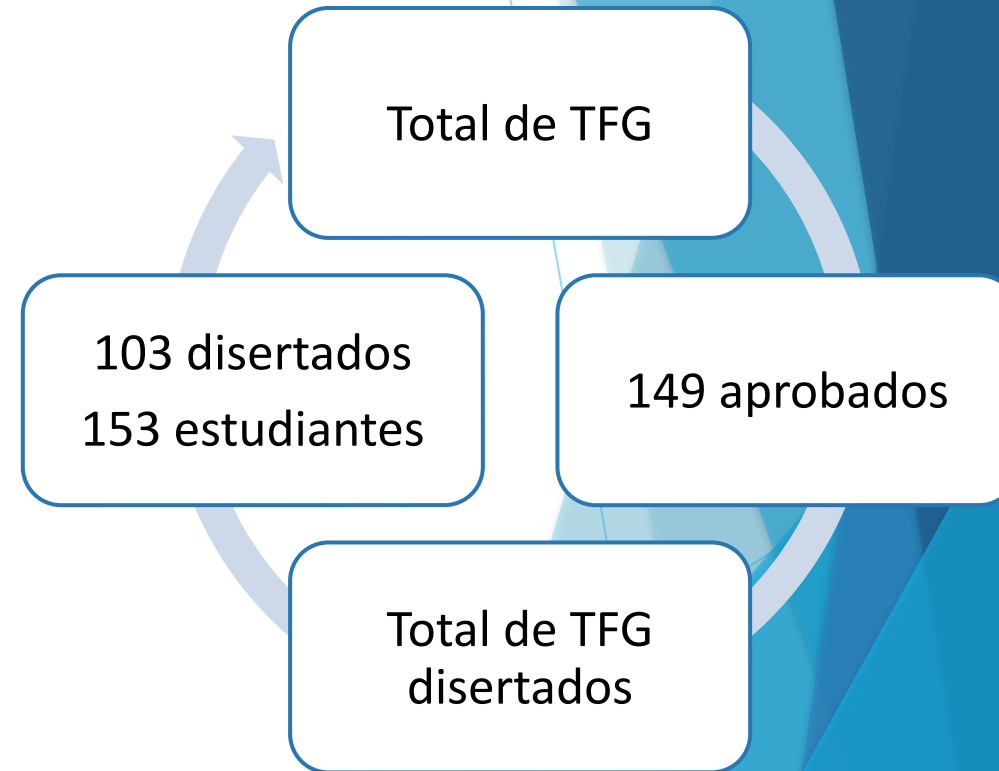 Total de TFG
149 aprobados
Total de TFG
disertados
103 disertados
153 estudiantes